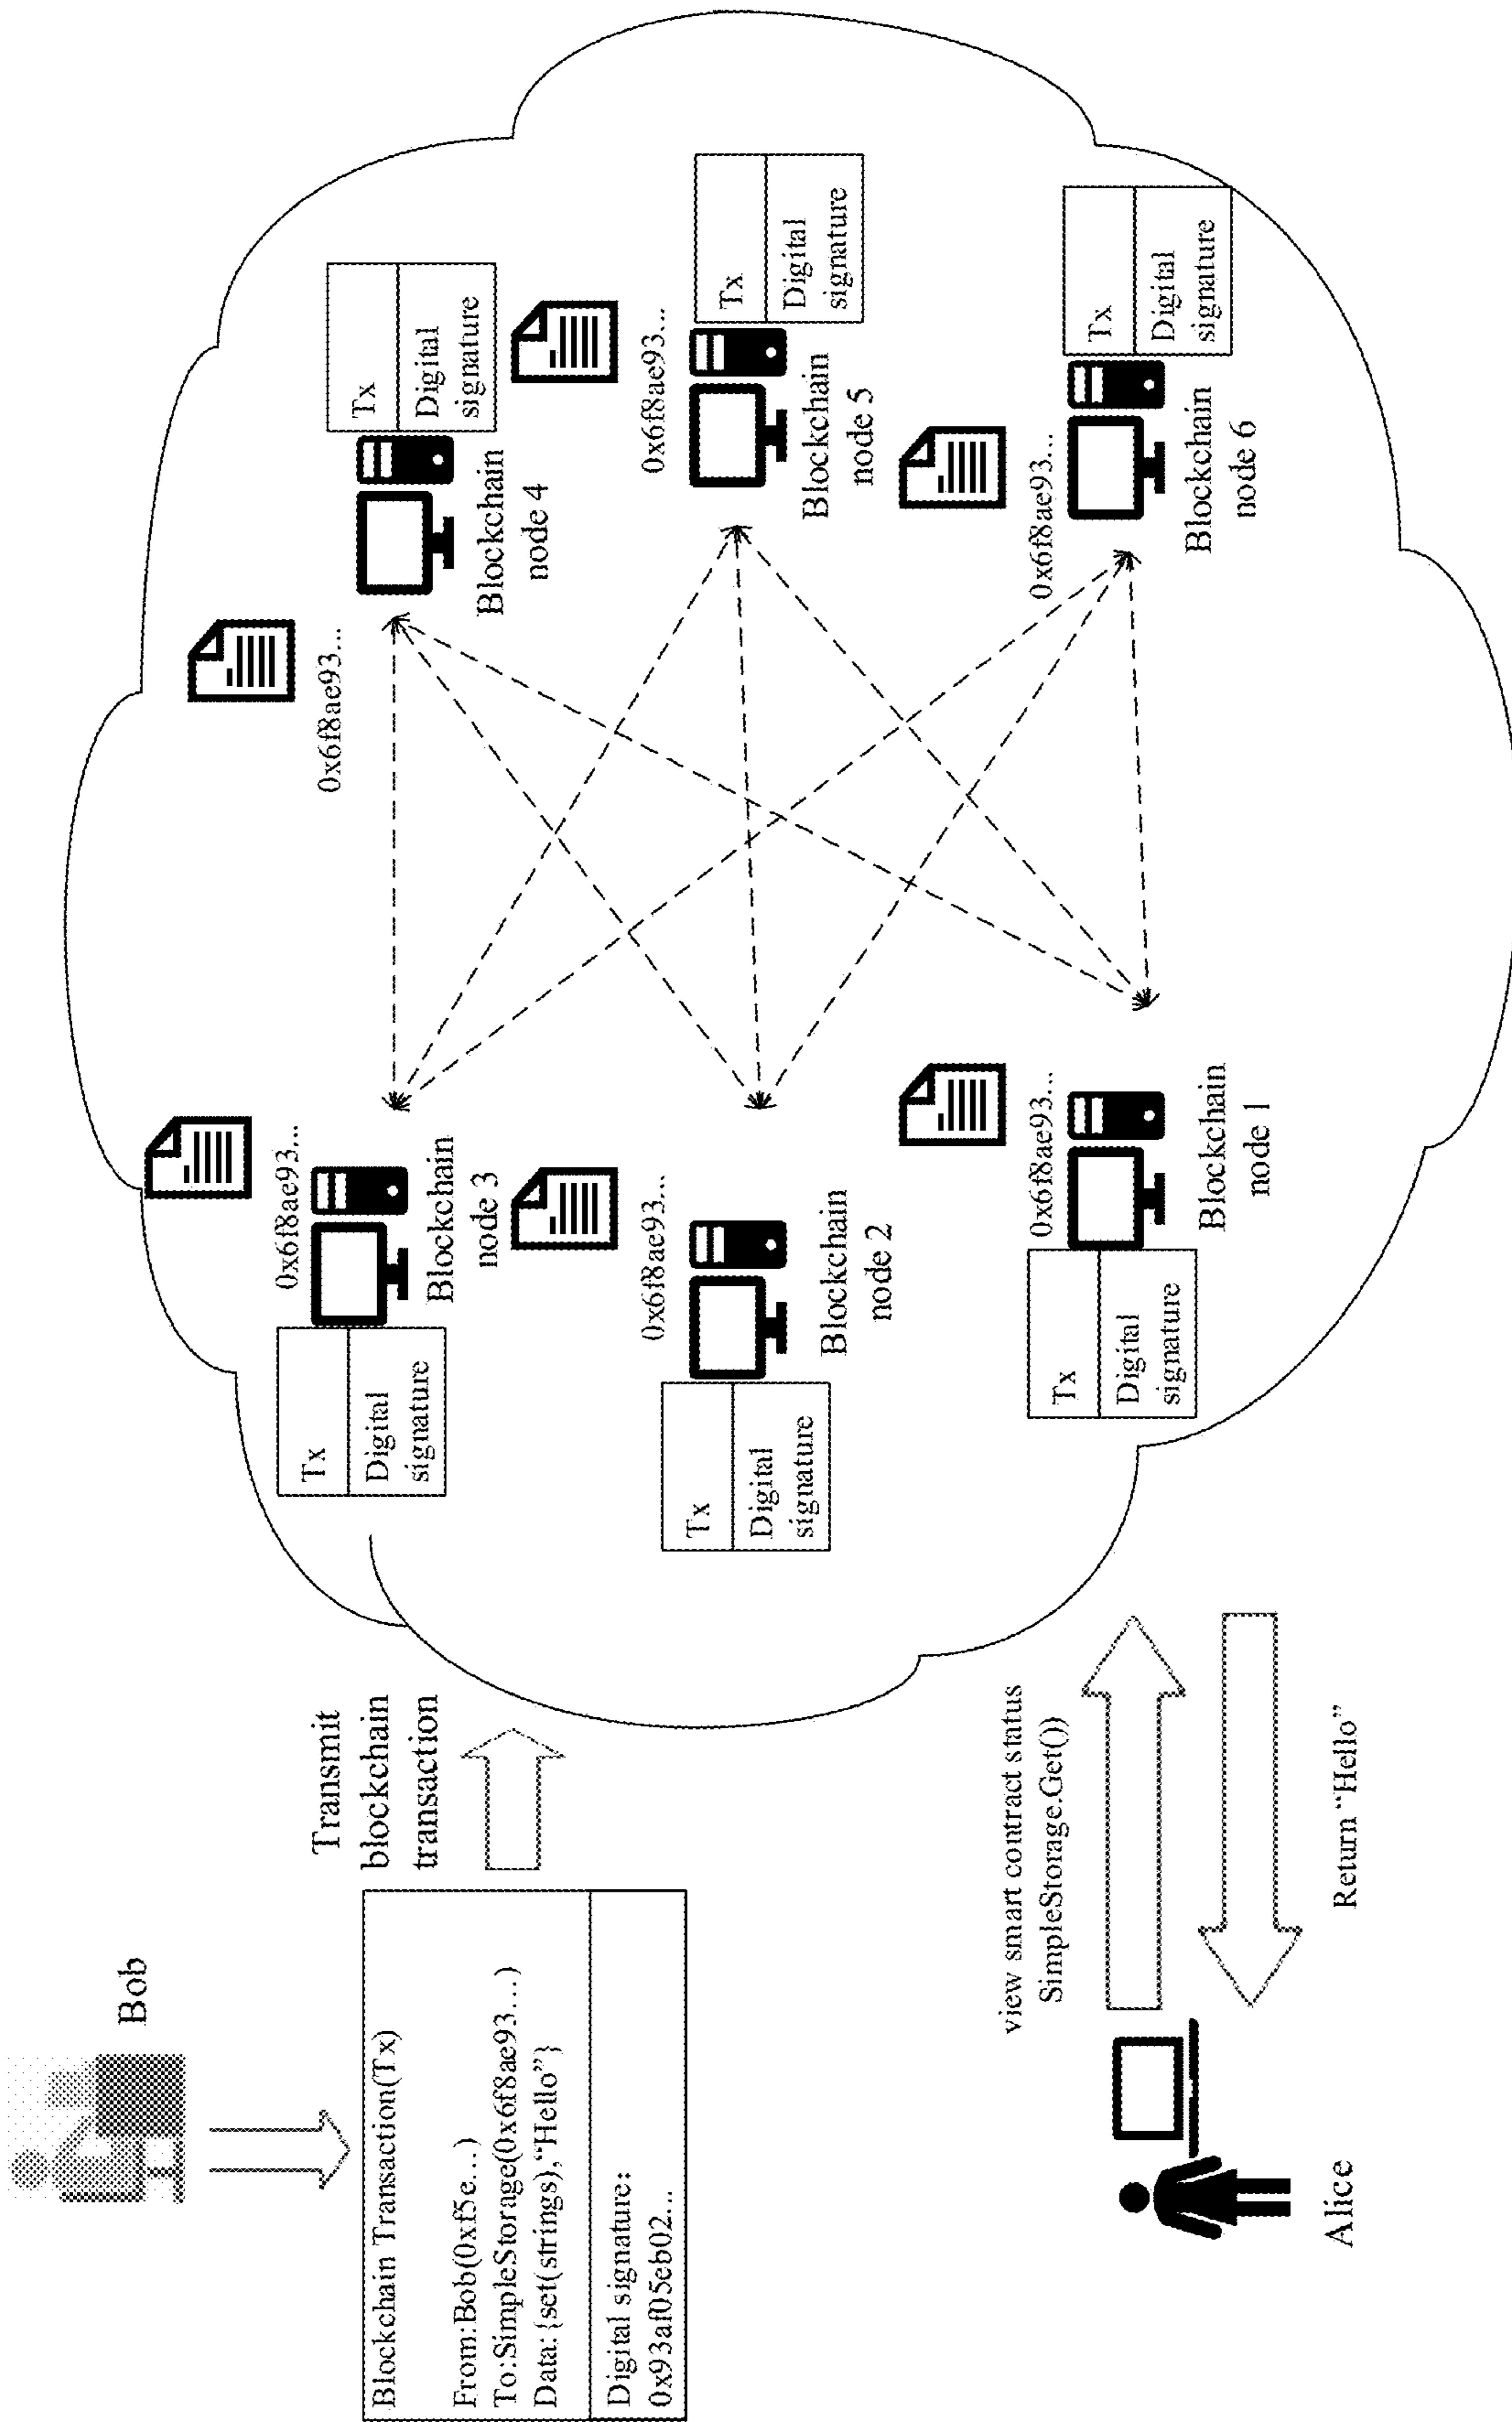 Bob
Blockchain Transaction(Tx)
From:Bob(0xf5e...)
To:SimpleStorage(0x6f8ae93...)
Data:{set(strings),“Hello”}
Digital signature:
0x93af05eb02...
Transmit
blockchain
transaction
Alice
view smart contract status
SimpleStorage.Get())
Return “Hello”
0x6f8ae93...
Tx
Digital
signature
Blockchain
node 3
0x6f8ae93...
Tx
Digital
signature
Blockchain
node 2
0x6f8ae93...
Tx
Digital
signature
Blockchain
node 1
0x6f8ae93...
Tx
Digital
signature
Blockchain
node 4
0x6f8ae93...
Tx
Digital
signature
Blockchain
node 5
0x6f8ae93...
Tx
Digital
signature
Blockchain
node 6